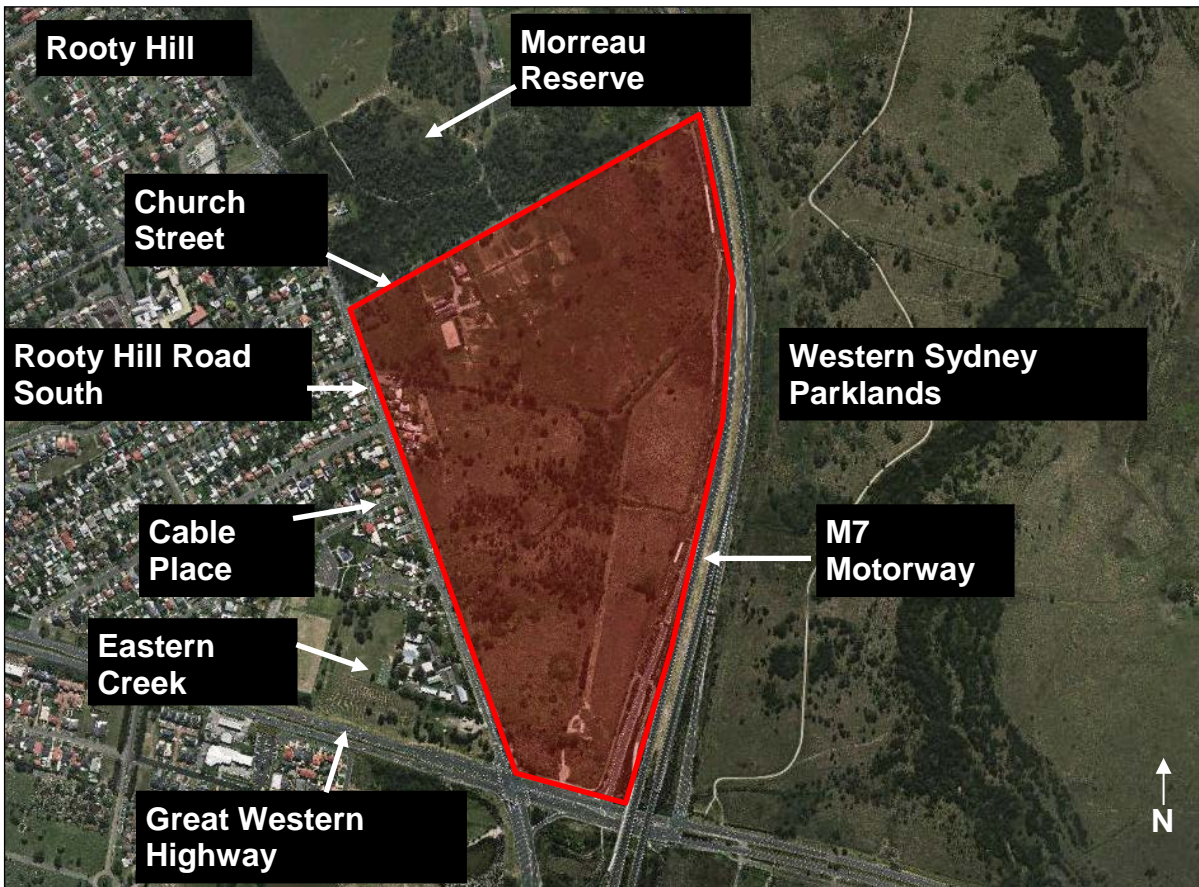 Rooty Hill
Morreau
Reserve
Church
Street
Rooty Hill Road
South
Western Sydney
Parklands
Cable
Place
M7
Motorway
Eastern
Creek
Great Western
Highway
N